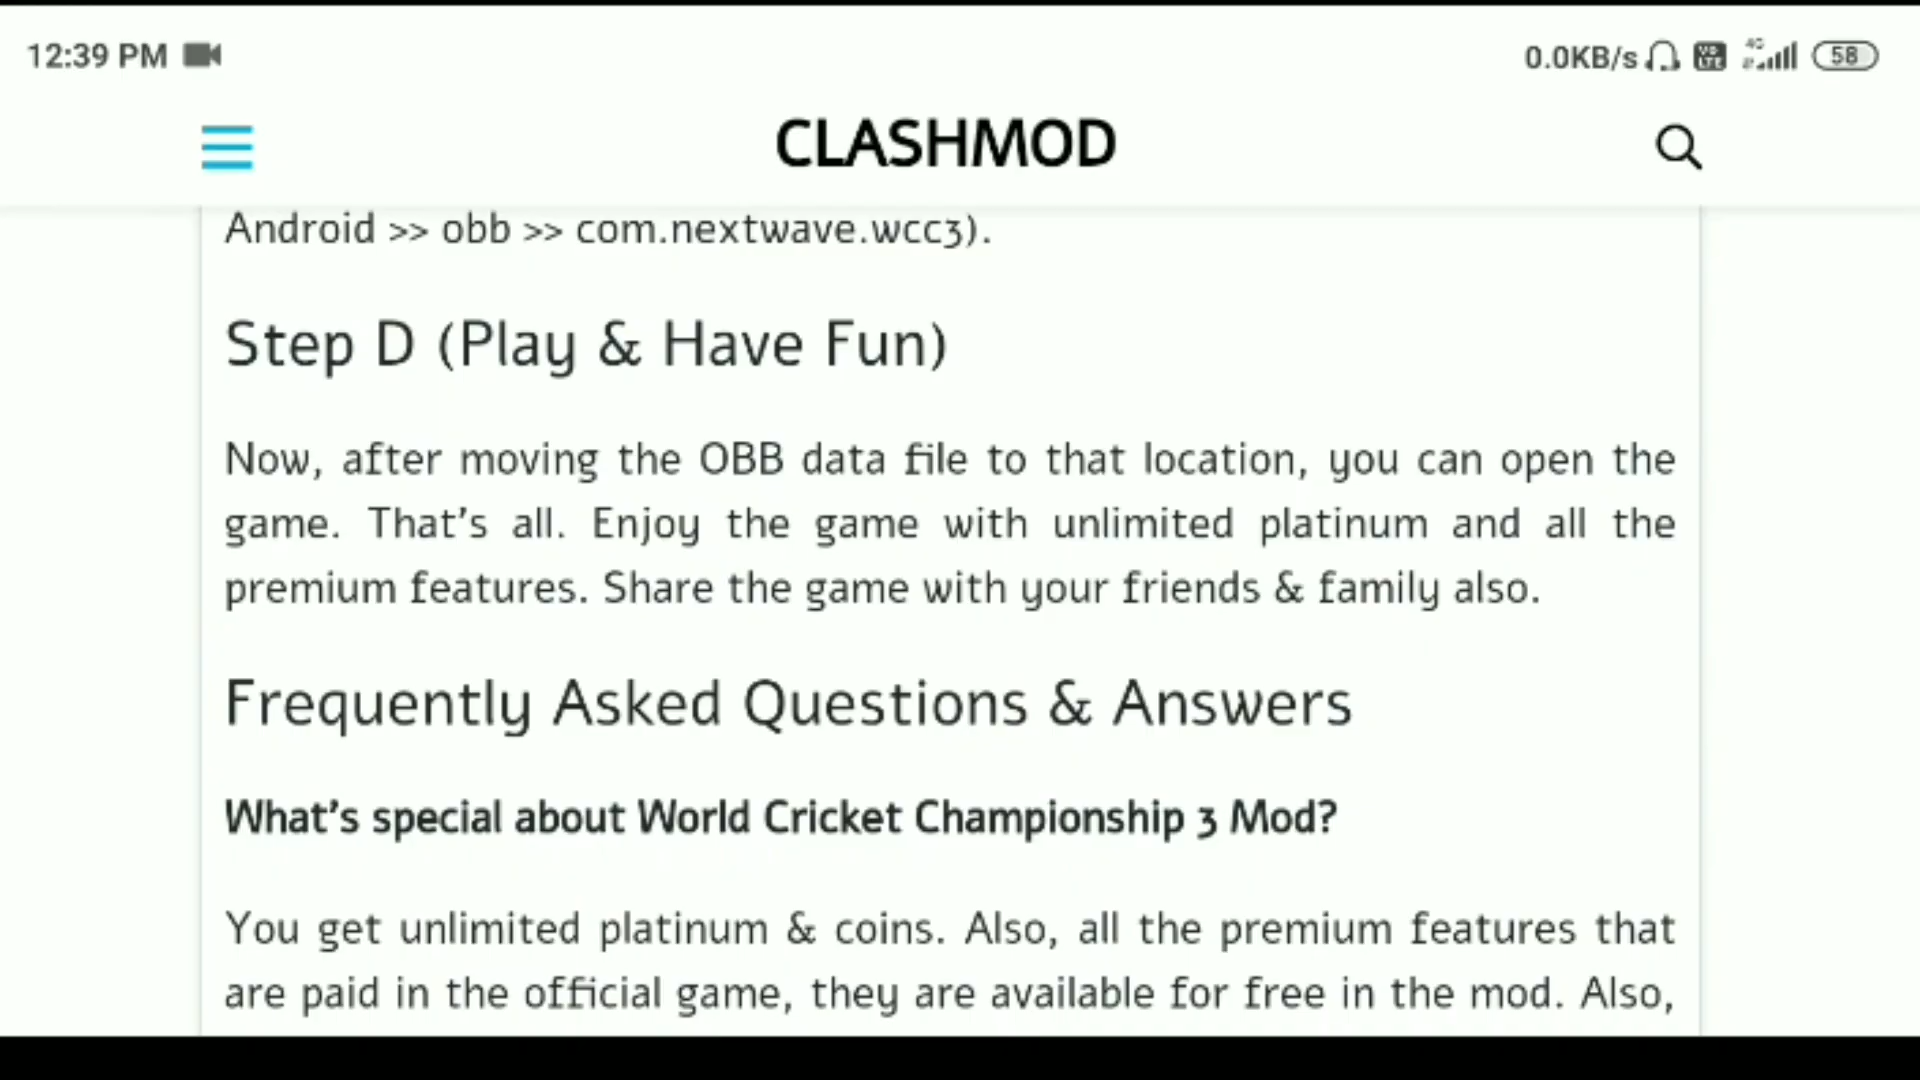 12:39 PM 0.0KB/s VO LTE 4G 58
CLASHMOD
Android >> obb >> com.nextwave.wcc3).
Step D (Play & Have Fun)
Now, after moving the OBB data file to that location, you can open the
game. That's all. Enjoy the game with unlimited platinum and all the
premium features. Share the game with your friends & family also.
Frequently Asked Questions & Answers
What's special about World Cricket Championship 3 Mod?
You get unlimited platinum & coins. Also, all the premium features that
are paid in the official game, they are available for free in the mod. Also,